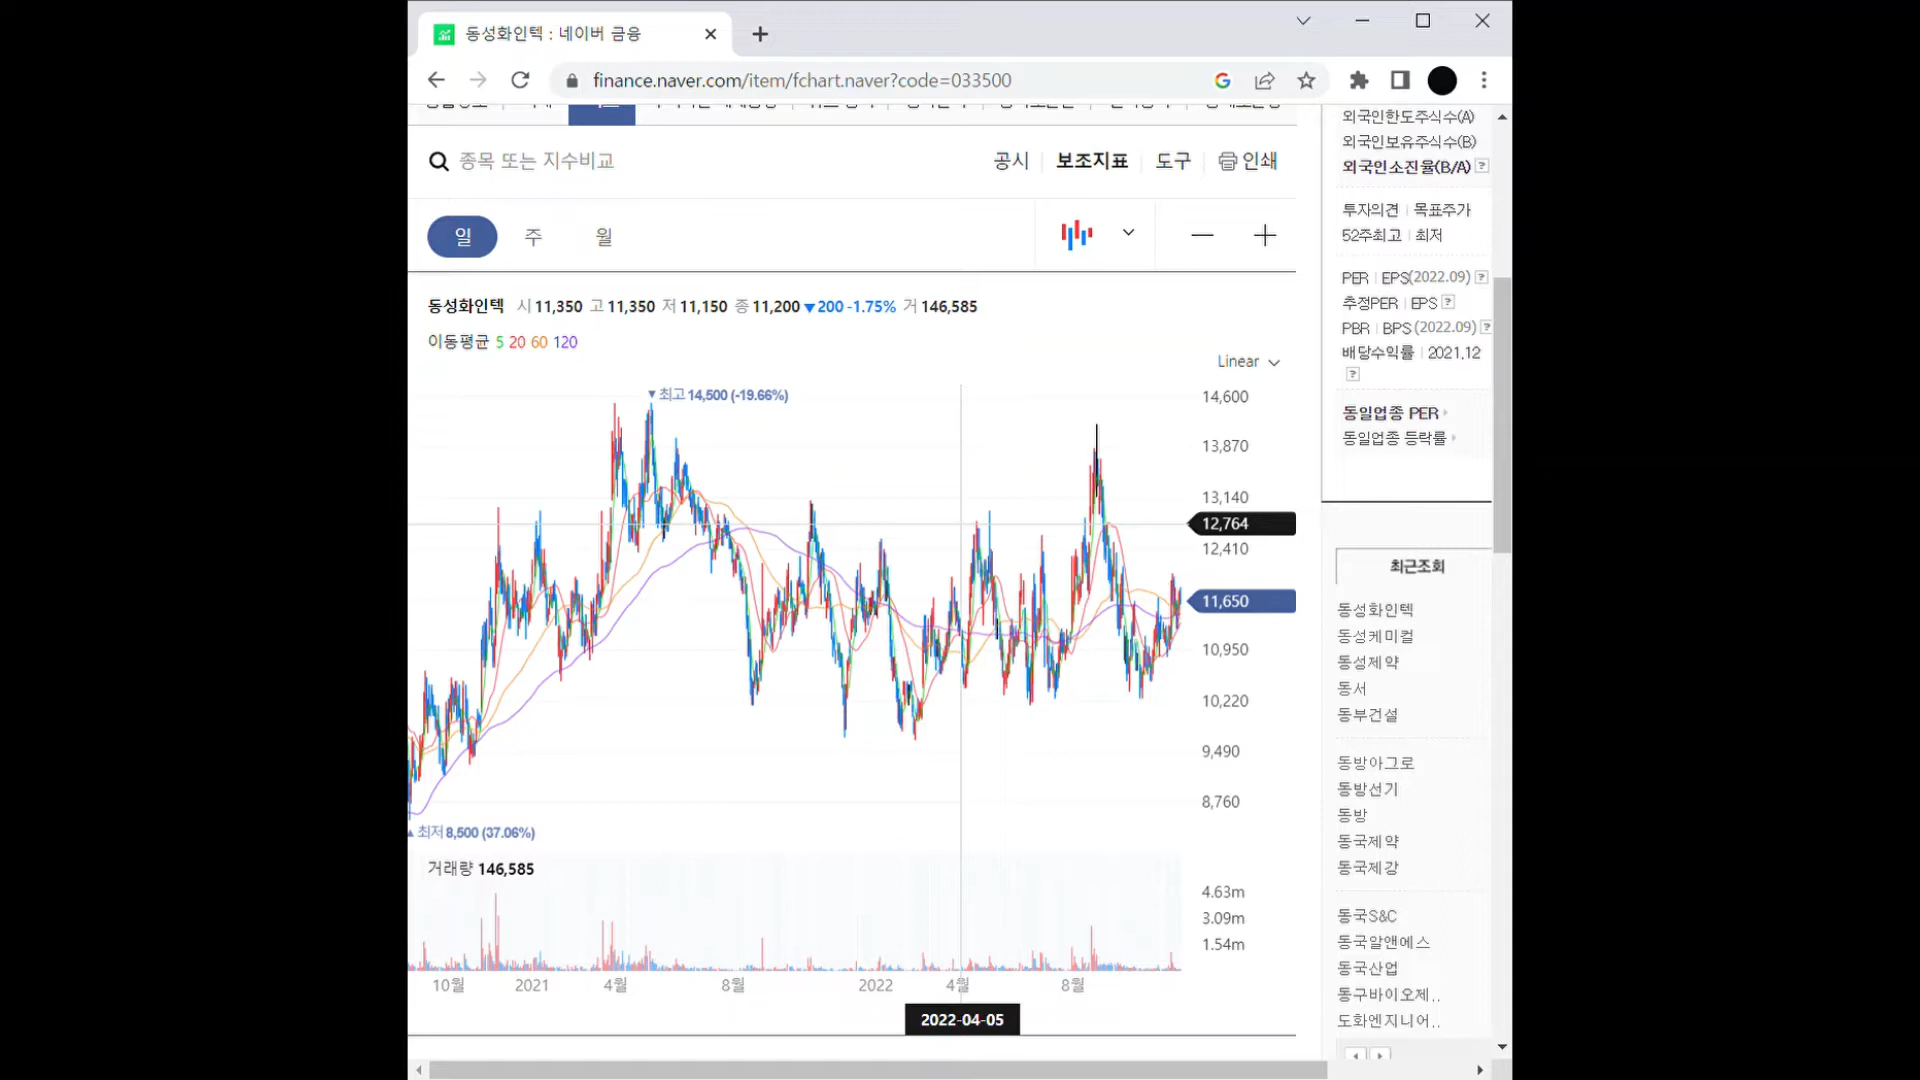 동성화인텍 : 네이버 금융
finance.naver.com/item/fchart.naver?code=033500
종목 또는 지수비교
공시 보조지표 도구 인쇄
일 주 월
동성화인텍 시 11,350 고 11,350 저 11,150 종 11,200 ▼200 -1.75% 거 146,585
이동평균 5 20 60 120
Linear
▼최고 14,500 (-19.66%)
14,600
13,870
13,140
12,764
12,410
11,650
10,950
10,220
9,490
8,760
▲최저 8,500 (37.06%)
거래량 146,585
4.63m
3.09m
1.54m
10월 2021 4월 8월 2022 4월 8월
2022-04-05
외국인한도주식수(A)
외국인보유주식수(B)
외국인소진율(B/A) ?
투자의견 | 목표주가
52주최고 | 최저
PER | EPS(2022.09) ?
추정PER | EPS ?
PBR | BPS (2022.09) ?
배당수익률 | 2021.12
?
동일업종 PER
동일업종 등락률
최근조회
동성화인텍
동성케미컬
동성제약
동서
동부건설
동방아그로
동방선기
동방
동국제약
동국제강
동국S&C
동국알앤에스
동국산업
동구바이오제..
도화엔지니어..